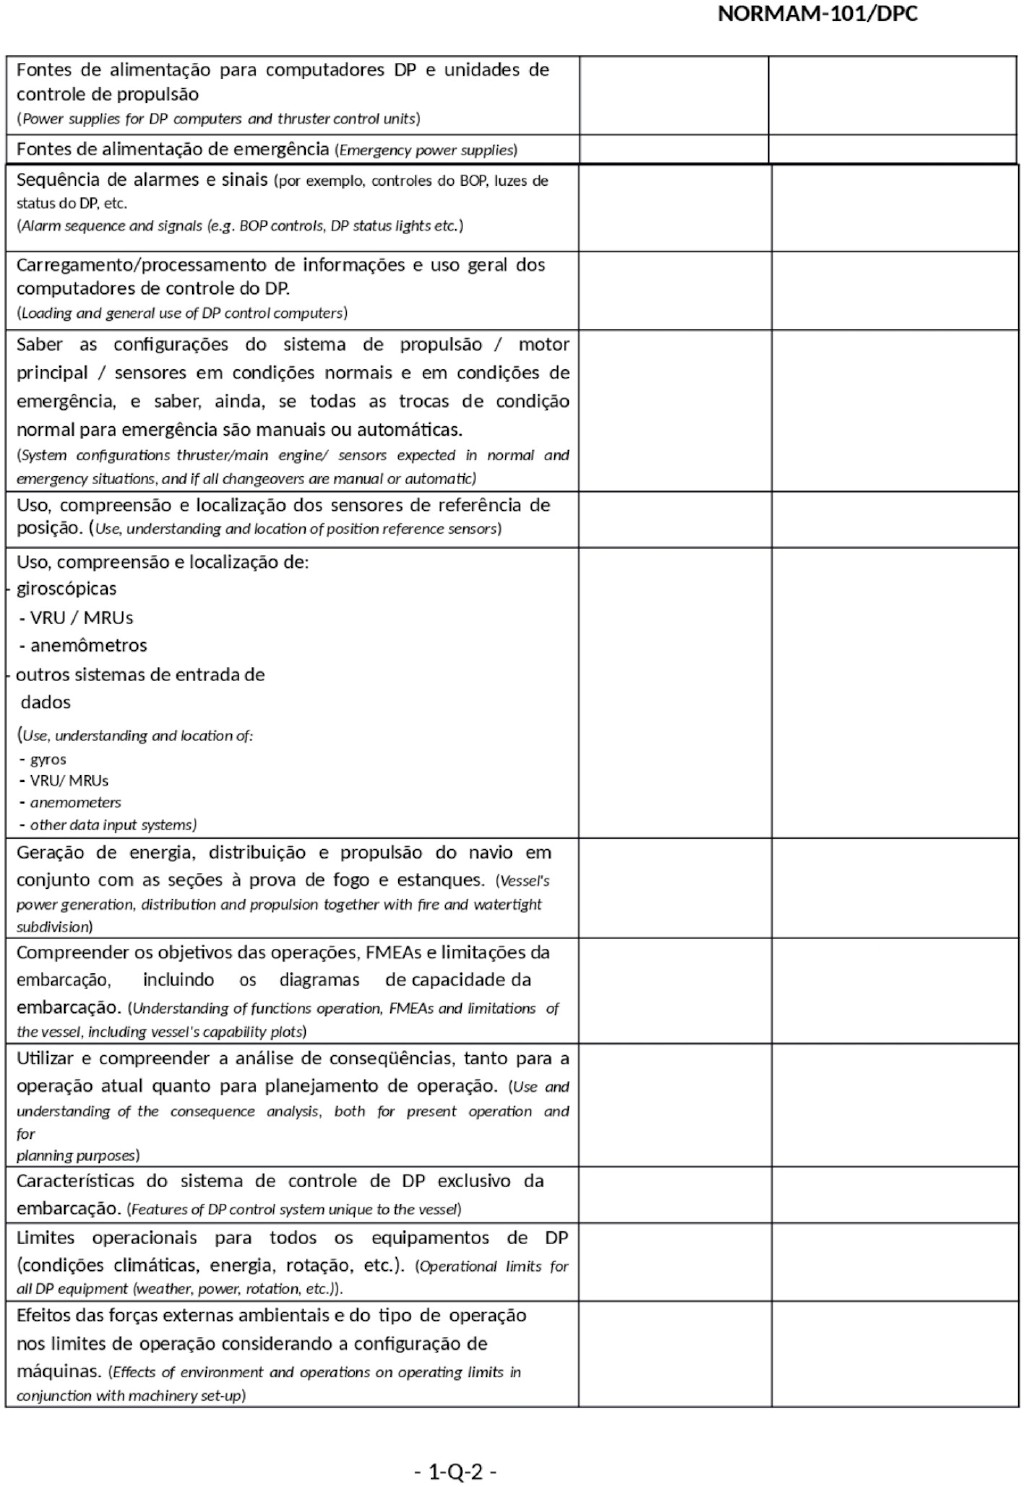 NORMAM-101/DPC
Fontes de alimentação para computadores DP e unidades de
controle de propulsão
(Power supplies for DP computers and thruster control units)
Fontes de alimentação de emergência (Emergency power supplies)
Sequência de alarmes e sinais (por exemplo, controles do BOP, luzes de
status do DP, etc.
(Alarm sequence and signals (e.g. BOP controls, DP status lights etc.)
Carregamento/processamento de informações e uso geral dos
computadores de controle do DP.
(Loading and general use of DP control computers)
Saber as configurações do sistema de propulsão / motor
principal / sensores em condições normais e em condições de
emergência, e saber, ainda, se todas as trocas de condição
normal para emergência são manuais ou automáticas.
(System configurations thruster/main engine/ sensors expected in normal and
emergency situations, and if all changeovers are manual or automatic)
Uso, compreensão e localização dos sensores de referência de
posição. (Use, understanding and location of position reference sensors)
Uso, compreensão e localização de:
- giroscópicas
- VRU / MRUs
- anemômetros
- outros sistemas de entrada de
dados
(Use, understanding and location of:
- gyros
- VRU/ MRUs
- anemometers
- other data input systems)
Geração de energia, distribuição e propulsão do navio em
conjunto com as seções à prova de fogo e estanques. (Vessel's
power generation, distribution and propulsion together with fire and watertight
subdivision)
Compreender os objetivos das operações, FMEAs e limitações da
embarcação, incluindo os diagramas de capacidade da
embarcação. (Understanding of functions operation, FMEAs and limitations of
the vessel, including vessel's capability plots)
Utilizar e compreender a análise de conseqüências, tanto para a
operação atual quanto para planejamento de operação. (Use and
understanding of the consequence analysis, both for present operation and
for
planning purposes)
Características do sistema de controle de DP exclusivo da
embarcação. (Features of DP control system unique to the vessel)
Limites operacionais para todos os equipamentos de DP
(condições climáticas, energia, rotação, etc.). (Operational limits for
all DP equipment (weather, power, rotation, etc.)).
Efeitos das forças externas ambientais e do tipo de operação
nos limites de operação considerando a configuração de
máquinas. (Effects of environment and operations on operating limits in
conjunction with machinery set-up)
- 1-Q-2 -